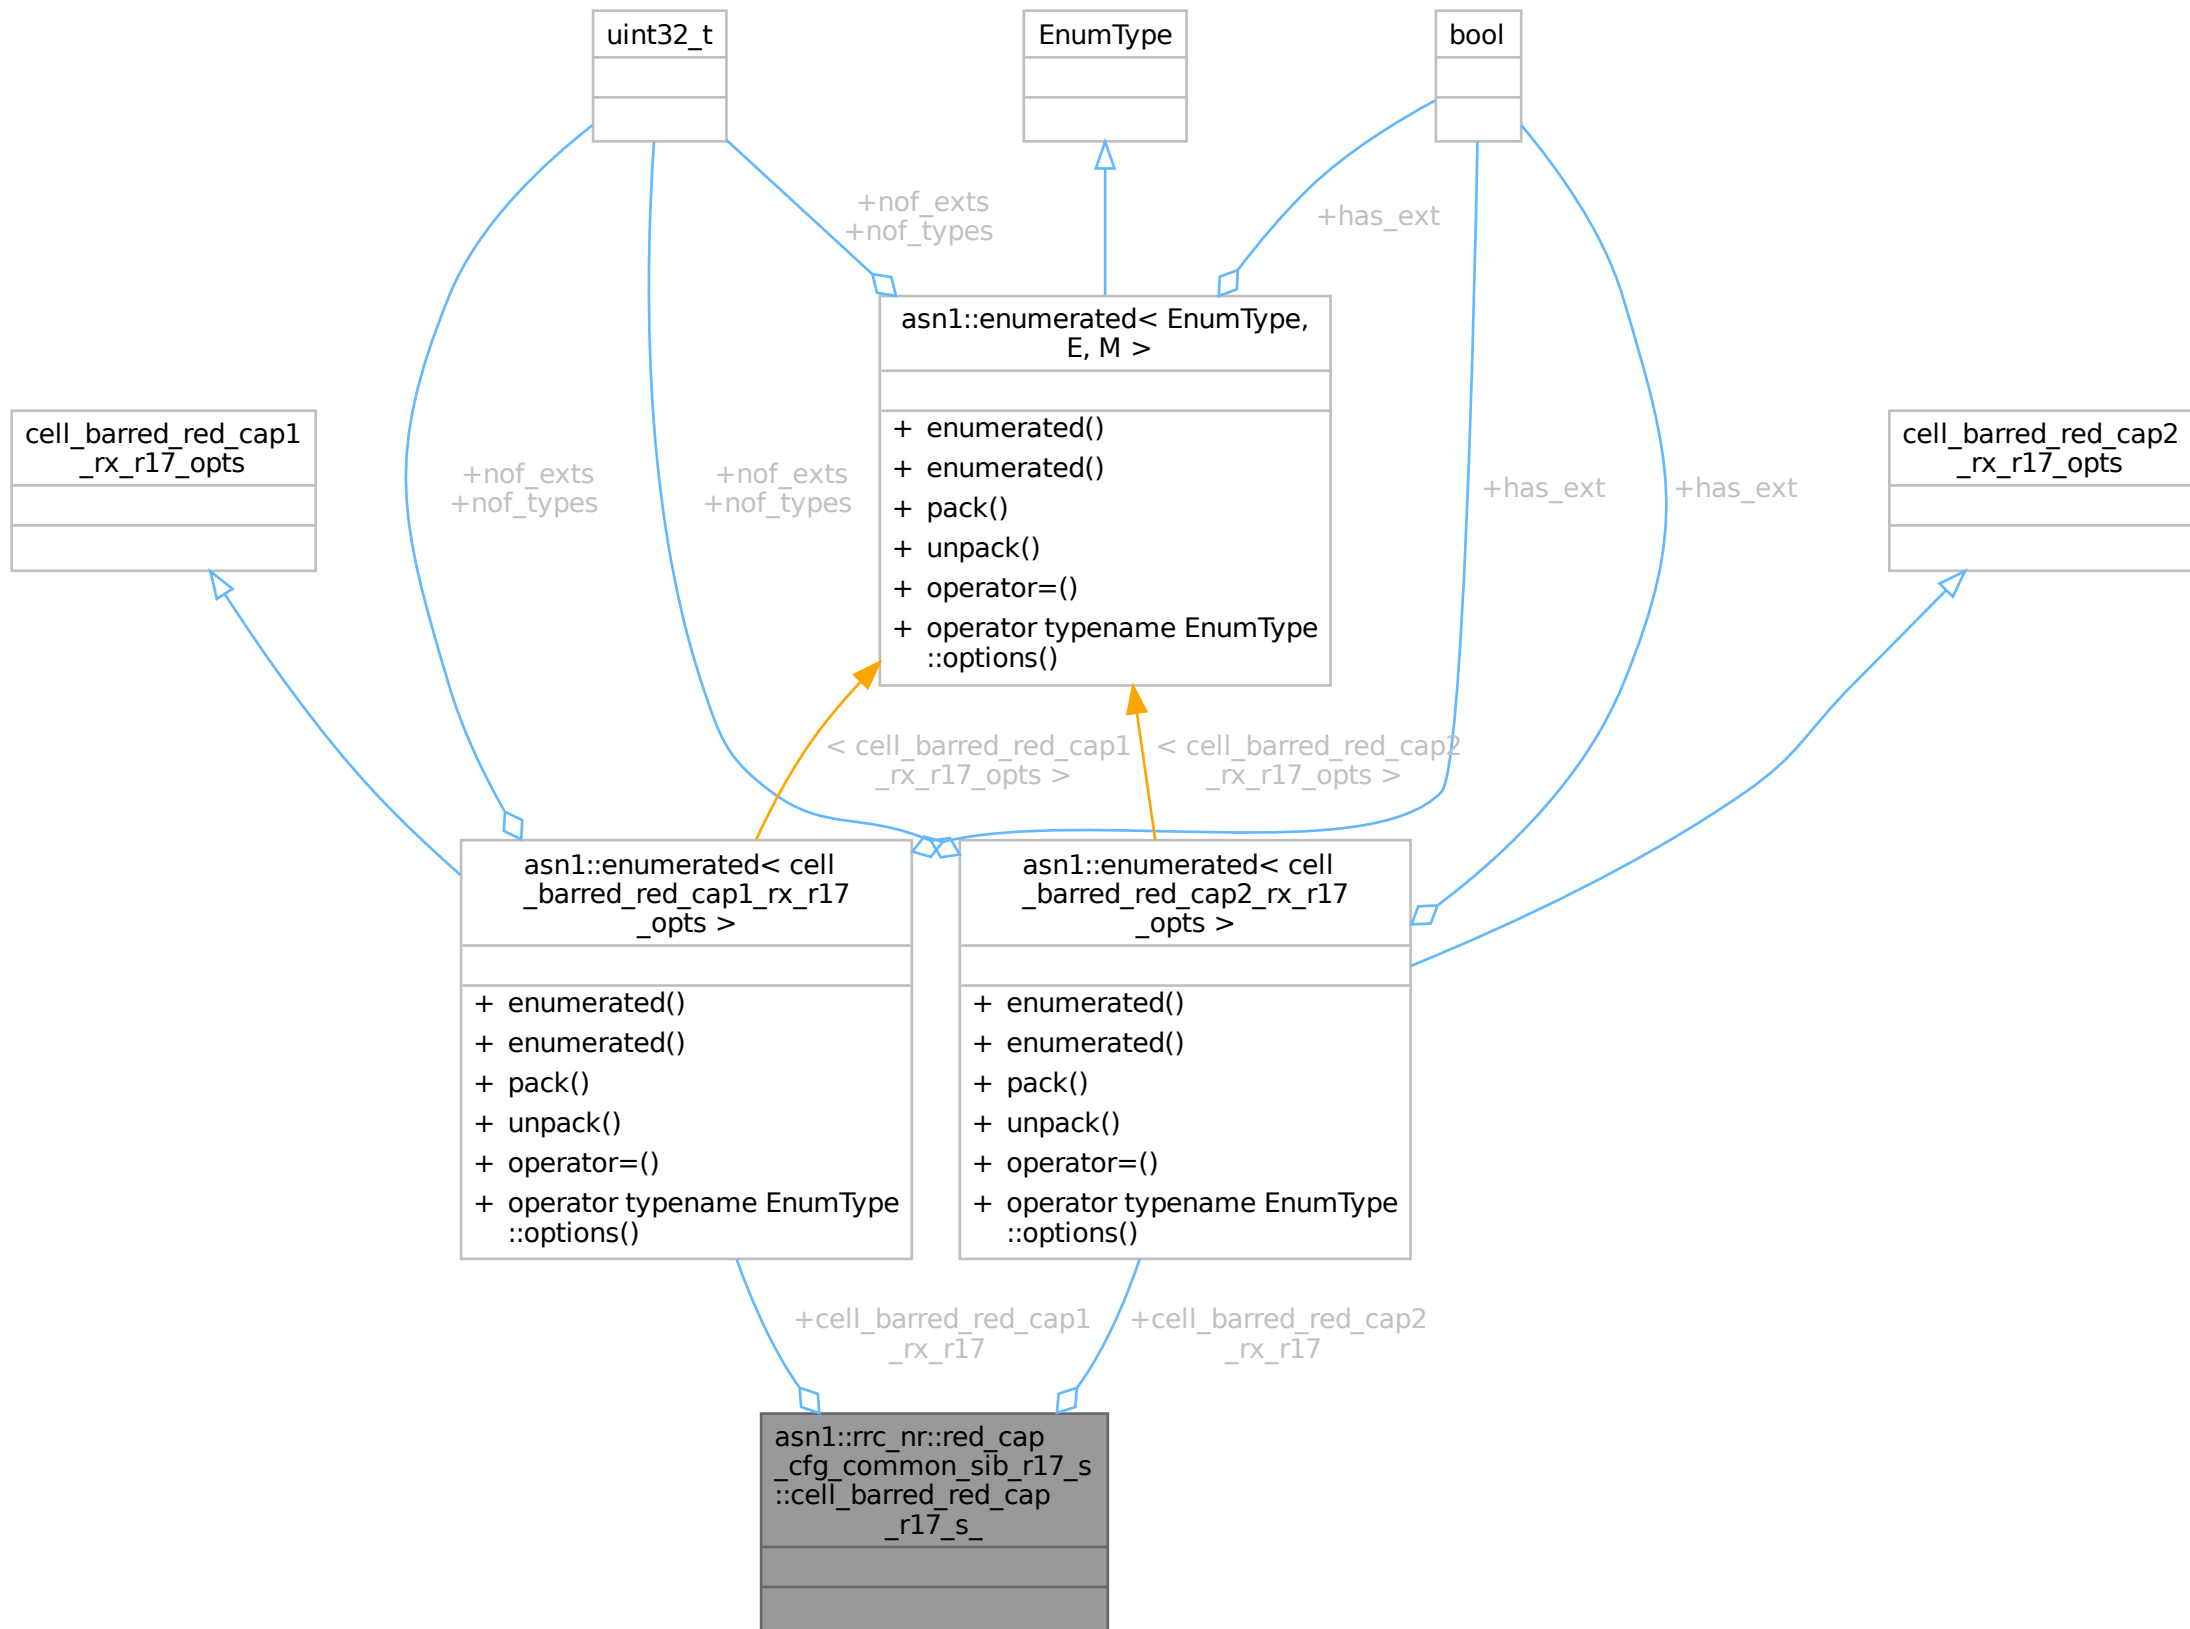 uint32_t
EnumType
bool
+nof_exts
+nof_types
+has_ext
asn1::enumerated< EnumType,
E, M >
+ enumerated()
+ enumerated()
+ pack()
+ unpack()
+ operator=()
+ operator typename EnumType
::options()
cell_barred_red_cap1
_rx_r17_opts
+nof_exts
+nof_types
+nof_exts
+nof_types
+has_ext
+has_ext
cell_barred_red_cap2
_rx_r17_opts
< cell_barred_red_cap1
_rx_r17_opts >
< cell_barred_red_cap2
_rx_r17_opts >
asn1::enumerated< cell
_barred_red_cap1_rx_r17
_opts >
+ enumerated()
+ enumerated()
+ pack()
+ unpack()
+ operator=()
+ operator typename EnumType
::options()
asn1::enumerated< cell
_barred_red_cap2_rx_r17
_opts >
+ enumerated()
+ enumerated()
+ pack()
+ unpack()
+ operator=()
+ operator typename EnumType
::options()
+cell_barred_red_cap1
_rx_r17
+cell_barred_red_cap2
_rx_r17
asn1::rrc_nr::red_cap
_cfg_common_sib_r17_s
::cell_barred_red_cap
_r17_s_